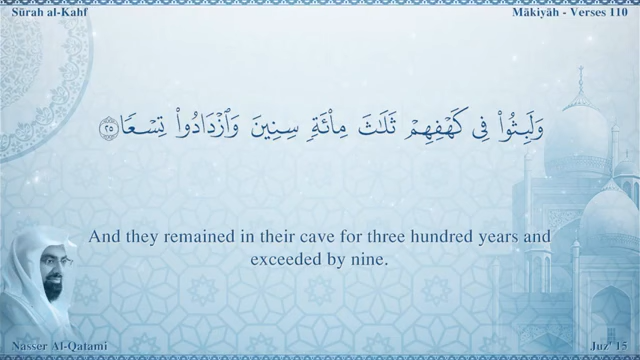 Sūrah al-Kahf
Mākiyāh - Verses 110
وَلَبِثُوا۟ فِى كَهْفِهِمْ ثَلَـٰثَ مِا۟ئَةٍ سِنِينَ وَٱزْدَادُوا۟ تِسْعًا ٢٥
And they remained in their cave for three hundred years and
exceeded by nine.
Nasser Al-Qatami
Juz' 15